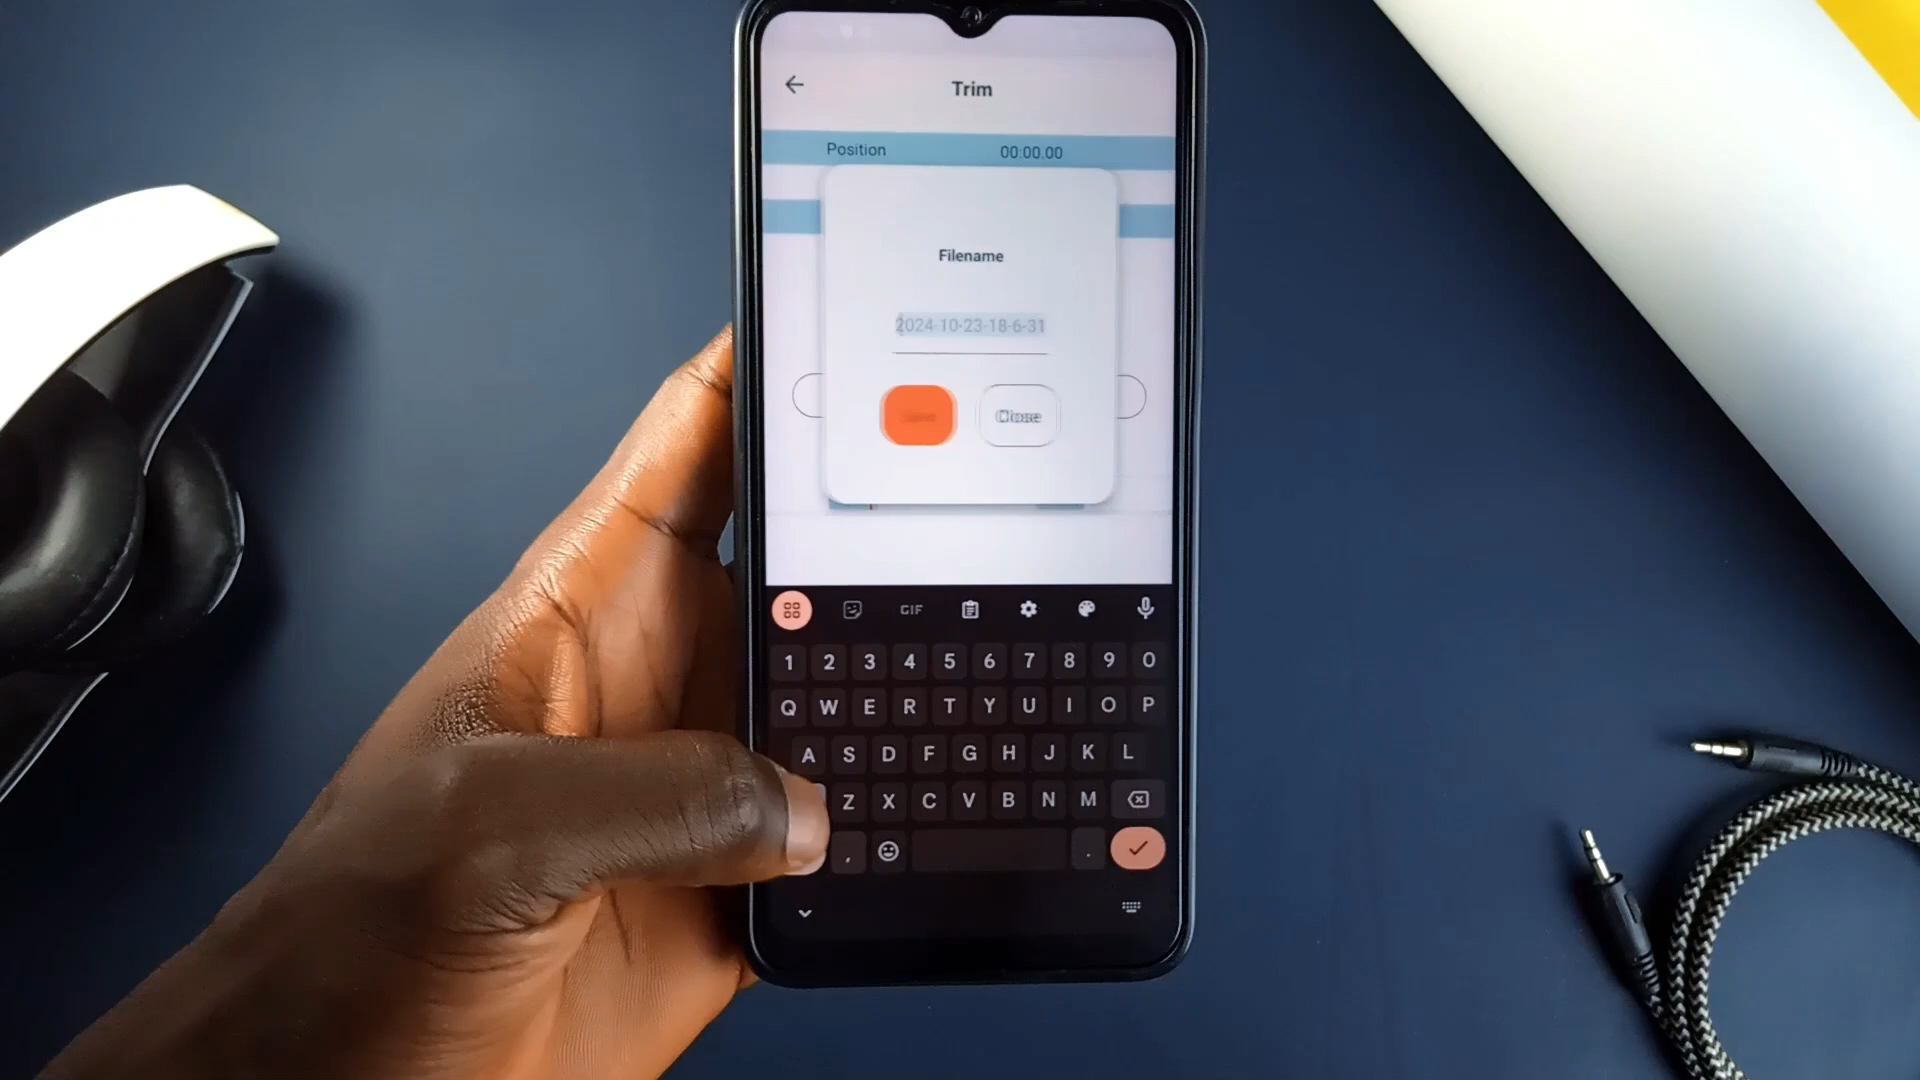 Trim
Position 00:00.00
Filename
2024-10-23-18-6-31
Close
GIF
1 2 3 4 5 6 7 8 9 0
Q W E R T Y U I O P
A S D F G H J K L
Z X C V B N M
, .